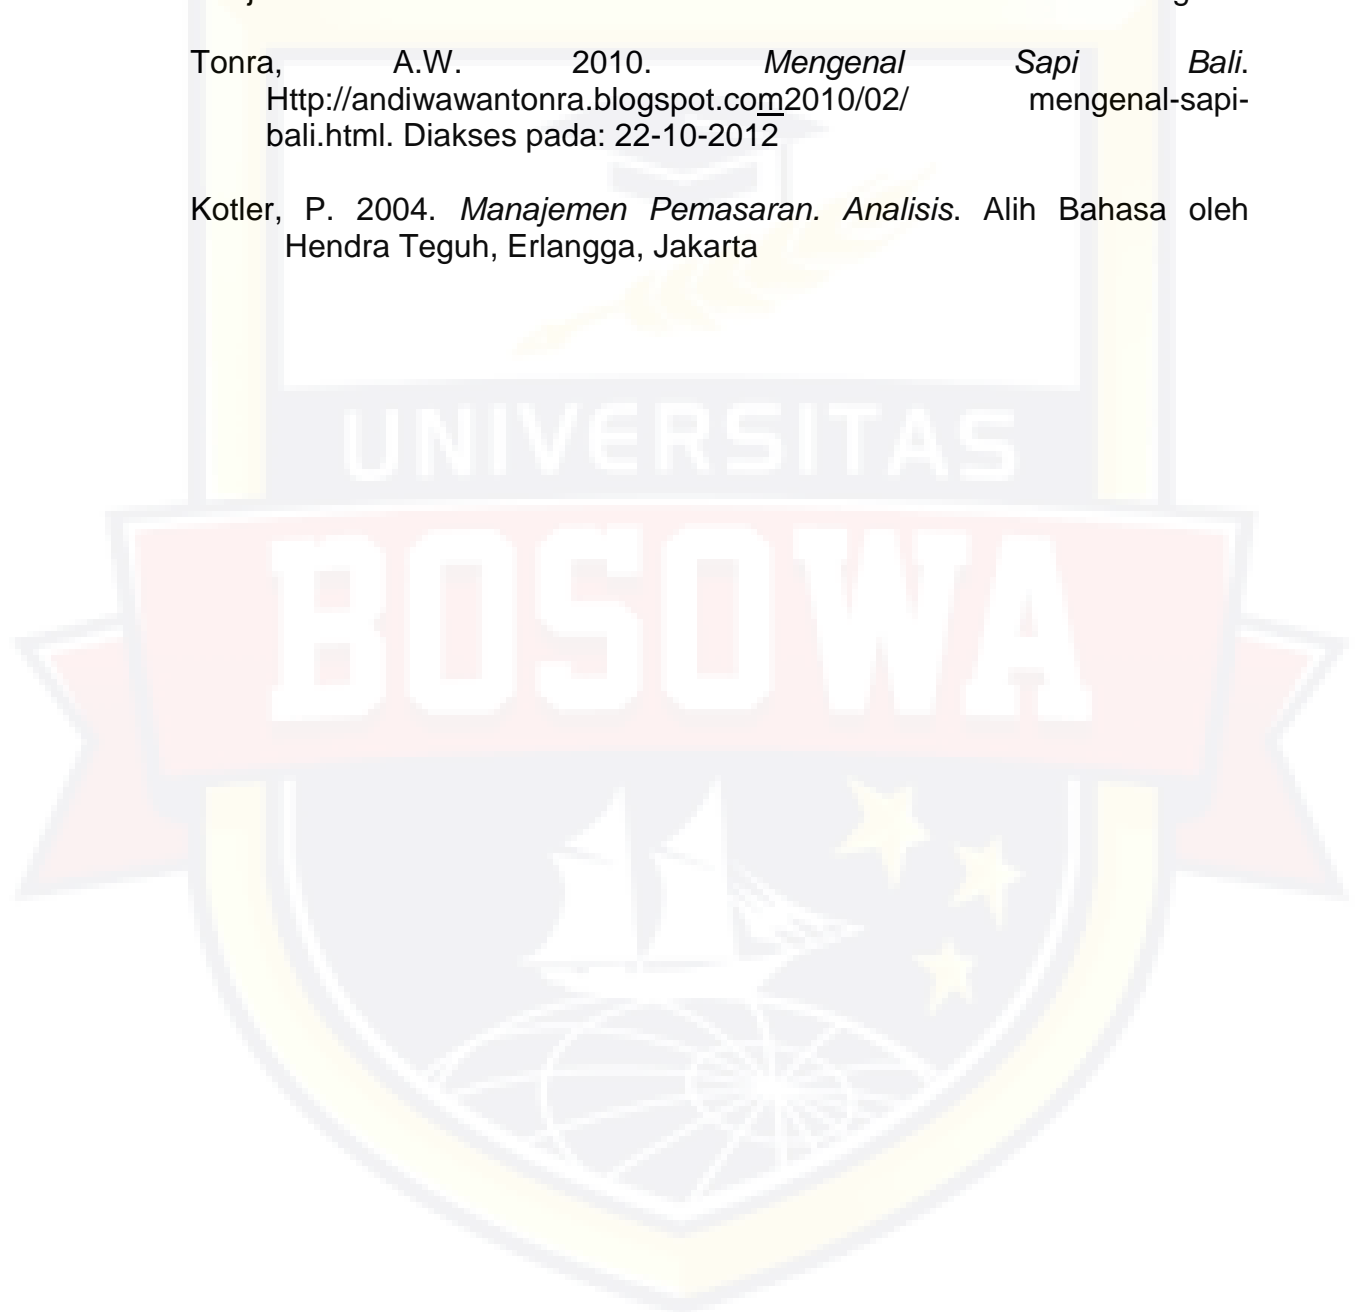 Tonra, A.W. 2010. Mengenal Sapi Bali.
Http://andiwawantonra.blogspot.com2010/02/ mengenal-sapi-
bali.html. Diakses pada: 22-10-2012
Kotler, P. 2004. Manajemen Pemasaran. Analisis. Alih Bahasa oleh
Hendra Teguh, Erlangga, Jakarta
UNIVERSITAS
BOSOWA